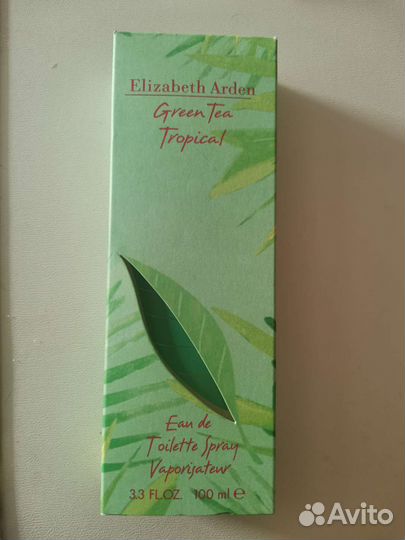 Elizabeth Arden
Green Tea
Tropical
Eau de
Toilette Spray
Vaporisateur
3.3 FL.OZ. 100 ml ℮
Avito